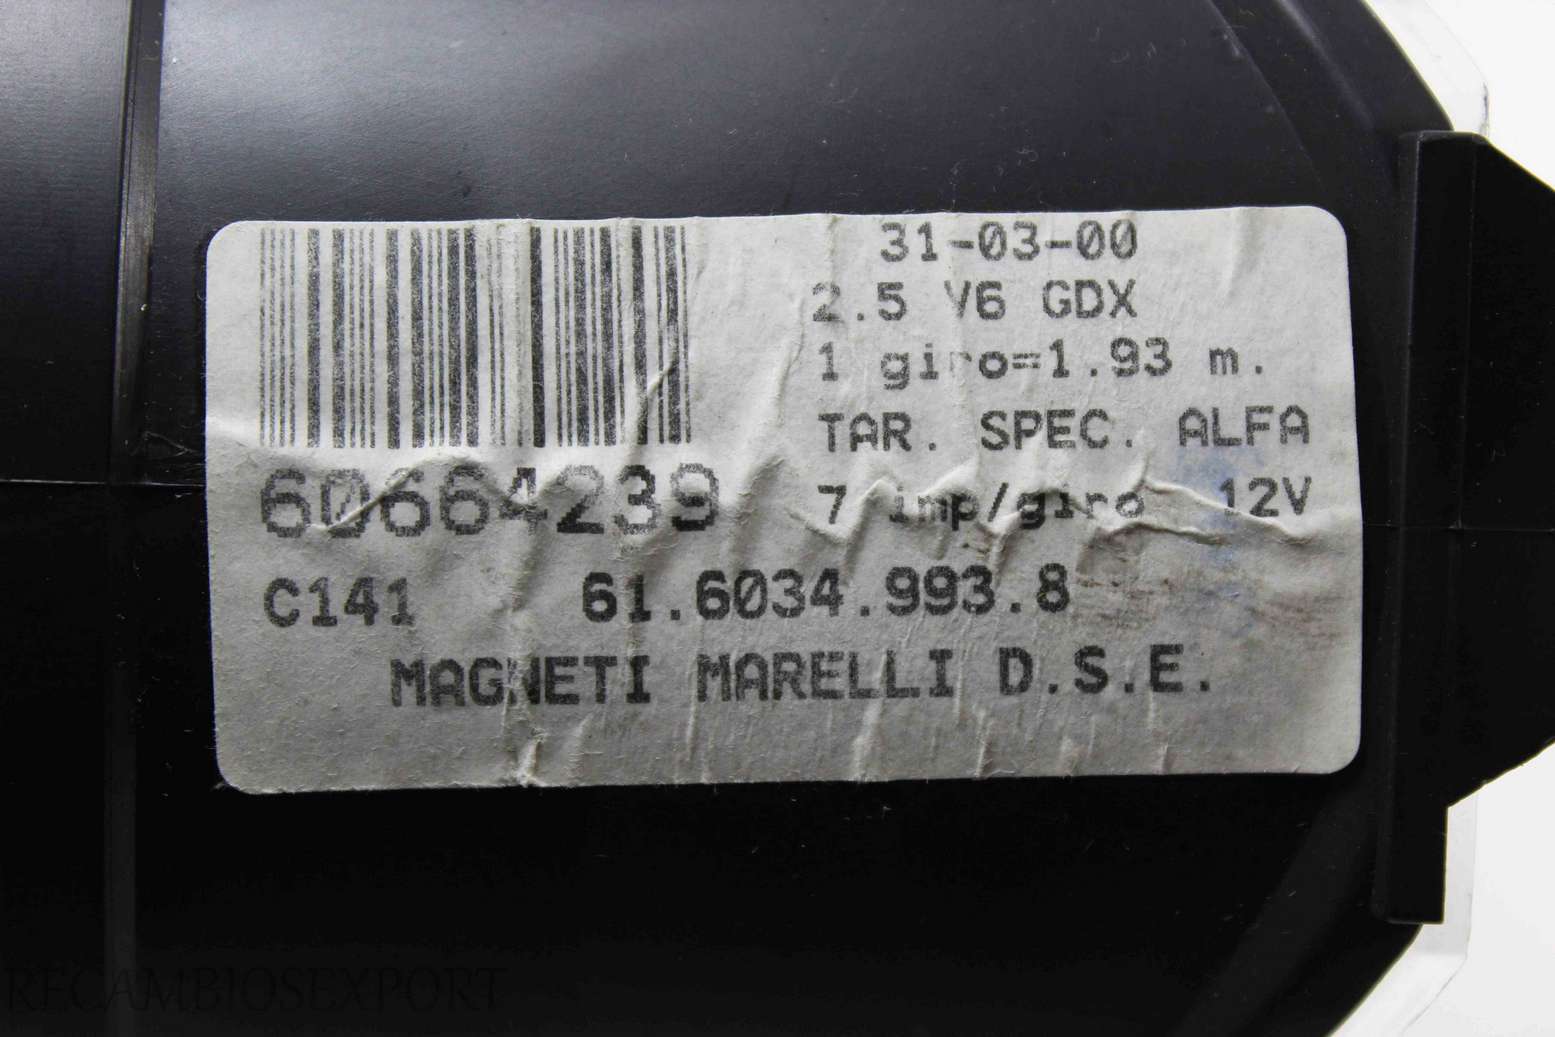 31-03-00
2.5 V6 GDX
1 giro=1.93 m.
TAR. SPEC. ALFA
60664239 7 imp/giro 12V
C141 61.6034.993.8
MAGNETI MARELLI D.S.E.
RECAMBIOSEXPORT